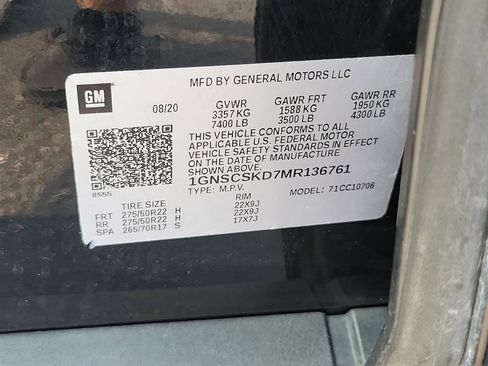 MFD BY GENERAL MOTORS LLC
GM
08/20 GVWR GAWR FRT GAWR RR
3357 KG 1588 KG 1950 KG
7400 LB 3500 LB 4300 LB
THIS VEHICLE CONFORMS TO ALL
APPLICABLE U.S. FEDERAL MOTOR
VEHICLE SAFETY STANDARDS IN EFFECT
ON THE DATE OF MANUFACTURE
SHOWN ABOVE.
1GNSCSKD7MR136761
8555
TYPE: M.P.V. MODEL: 71CC10706
TIRE SIZE RIM
FRT 275/50R22 H 22X9J
RR 275/50R22 H 22X9J
SPA 265/70R17 S 17X7J